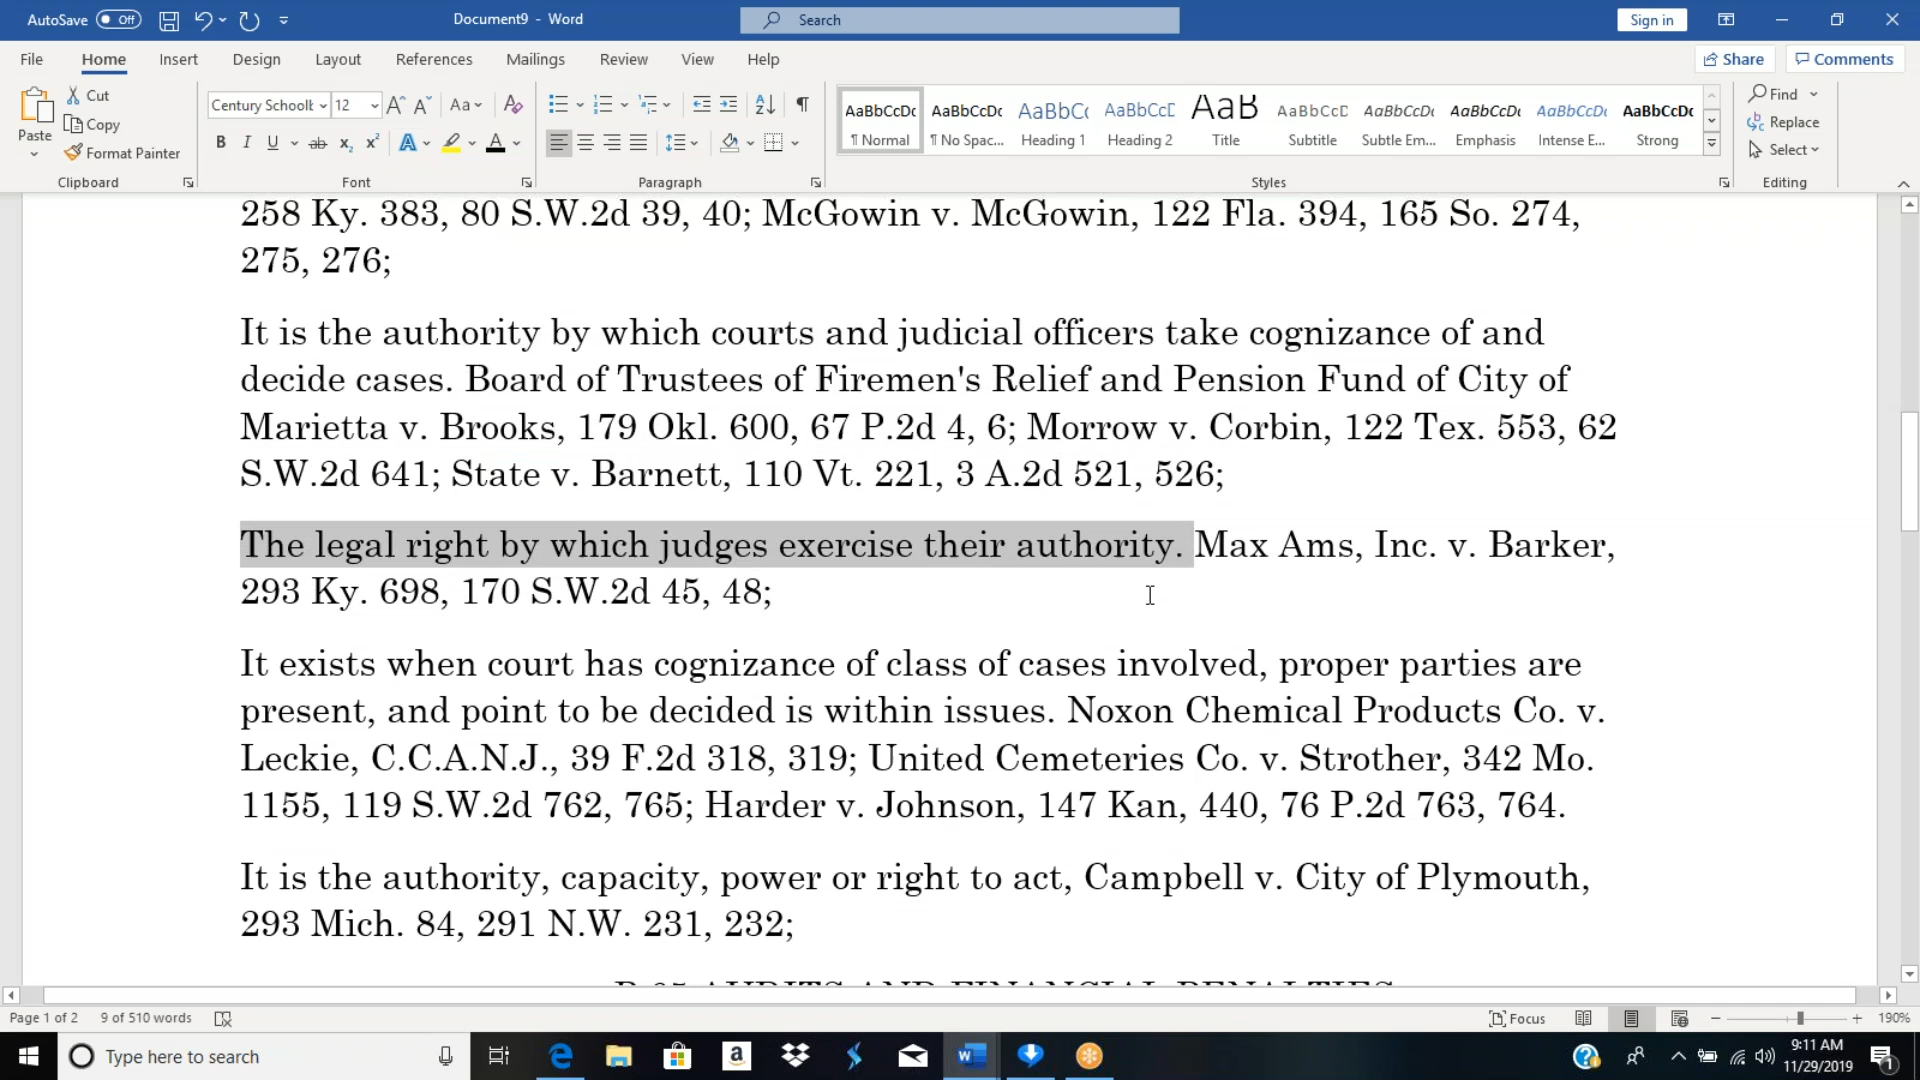 AutoSave Off
Document9 - Word
Search
Sign in
File Home Insert Design Layout References Mailings Review View Help
Share Comments
Paste
Cut
Copy
Format Painter
Century Schoolb 12
AaBbCcDc AaBbCcDc AaBbCc AaBbCcD AaB AaBbCcD AaBbCcDc AaBbCcDc AaBbCcDc AaBbCcDc
¶ Normal ¶ No Spac... Heading 1 Heading 2 Title Subtitle Subtle Em... Emphasis Intense E... Strong
Find
Replace
Select
Clipboard Font Paragraph Styles Editing
258 Ky. 383, 80 S.W.2d 39, 40; McGowin v. McGowin, 122 Fla. 394, 165 So. 274,
275, 276;
It is the authority by which courts and judicial officers take cognizance of and
decide cases. Board of Trustees of Firemen's Relief and Pension Fund of City of
Marietta v. Brooks, 179 Okl. 600, 67 P.2d 4, 6; Morrow v. Corbin, 122 Tex. 553, 62
S.W.2d 641; State v. Barnett, 110 Vt. 221, 3 A.2d 521, 526;
The legal right by which judges exercise their authority. Max Ams, Inc. v. Barker,
293 Ky. 698, 170 S.W.2d 45, 48;
It exists when court has cognizance of class of cases involved, proper parties are
present, and point to be decided is within issues. Noxon Chemical Products Co. v.
Leckie, C.C.A.N.J., 39 F.2d 318, 319; United Cemeteries Co. v. Strother, 342 Mo.
1155, 119 S.W.2d 762, 765; Harder v. Johnson, 147 Kan, 440, 76 P.2d 763, 764.
It is the authority, capacity, power or right to act, Campbell v. City of Plymouth,
293 Mich. 84, 291 N.W. 231, 232;
AUDITS AND FINANCIAL PENALTIES
Page 1 of 2 9 of 510 words
Focus
190%
Type here to search
9:11 AM
11/29/2019